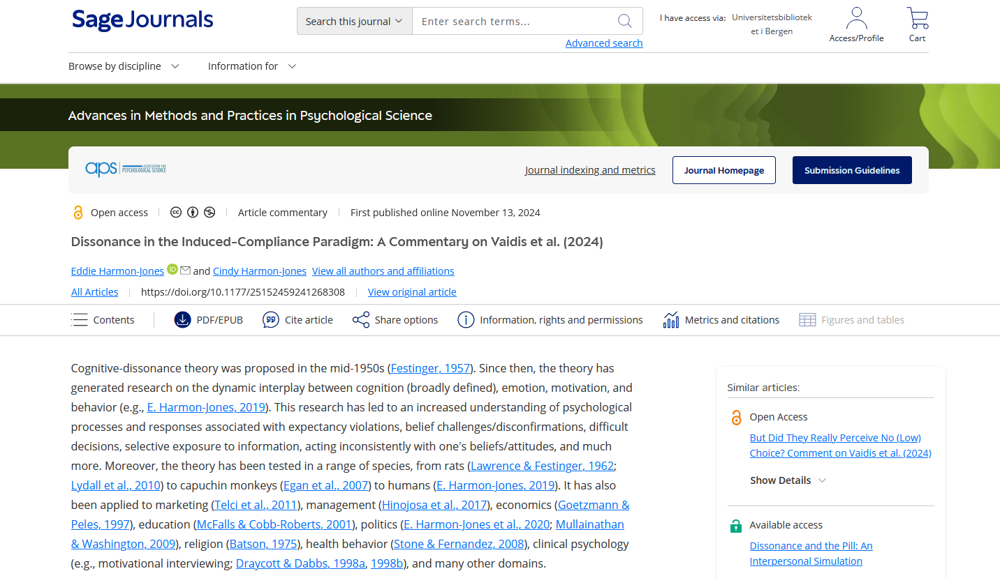 Sage Journals
Search this journal
Enter search terms...
Advanced search
I have access via:
Universitetsbibliotek
et i Bergen
Access/Profile
Cart
Browse by discipline
Information for
Advances in Methods and Practices in Psychological Science
aps ASSOCIATION FOR
PSYCHOLOGICAL SCIENCE
Journal indexing and metrics
Journal Homepage
Submission Guidelines
Open access
cc
Article commentary
First published online November 13, 2024
Dissonance in the Induced-Compliance Paradigm: A Commentary on Vaidis et al. (2024)
Eddie Harmon-Jones iD and Cindy Harmon-Jones View all authors and affiliations
All Articles
https://doi.org/10.1177/25152459241268308
View original article
Contents
PDF/EPUB
Cite article
Share options
Information, rights and permissions
Metrics and citations
Figures and tables
Cognitive-dissonance theory was proposed in the mid-1950s (Festinger, 1957). Since then, the theory has
generated research on the dynamic interplay between cognition (broadly defined), emotion, motivation, and
behavior (e.g., E. Harmon-Jones, 2019). This research has led to an increased understanding of psychological
processes and responses associated with expectancy violations, belief challenges/disconfirmations, difficult
decisions, selective exposure to information, acting inconsistently with one's beliefs/attitudes, and much
more. Moreover, the theory has been tested in a range of species, from rats (Lawrence & Festinger, 1962;
Lydall et al., 2010) to capuchin monkeys (Egan et al., 2007) to humans (E. Harmon-Jones, 2019). It has also
been applied to marketing (Telci et al., 2011), management (Hinojosa et al., 2017), economics (Goetzmann &
Peles, 1997), education (McFalls & Cobb-Roberts, 2001), politics (E. Harmon-Jones et al., 2020; Mullainathan
& Washington, 2009), religion (Batson, 1975), health behavior (Stone & Fernandez, 2008), clinical psychology
(e.g., motivational interviewing; Draycott & Dabbs, 1998a, 1998b), and many other domains.
Similar articles:
Open Access
But Did They Really Perceive No (Low)
Choice? Comment on Vaidis et al. (2024)
Show Details
Available access
Dissonance and the Pill: An
Interpersonal Simulation